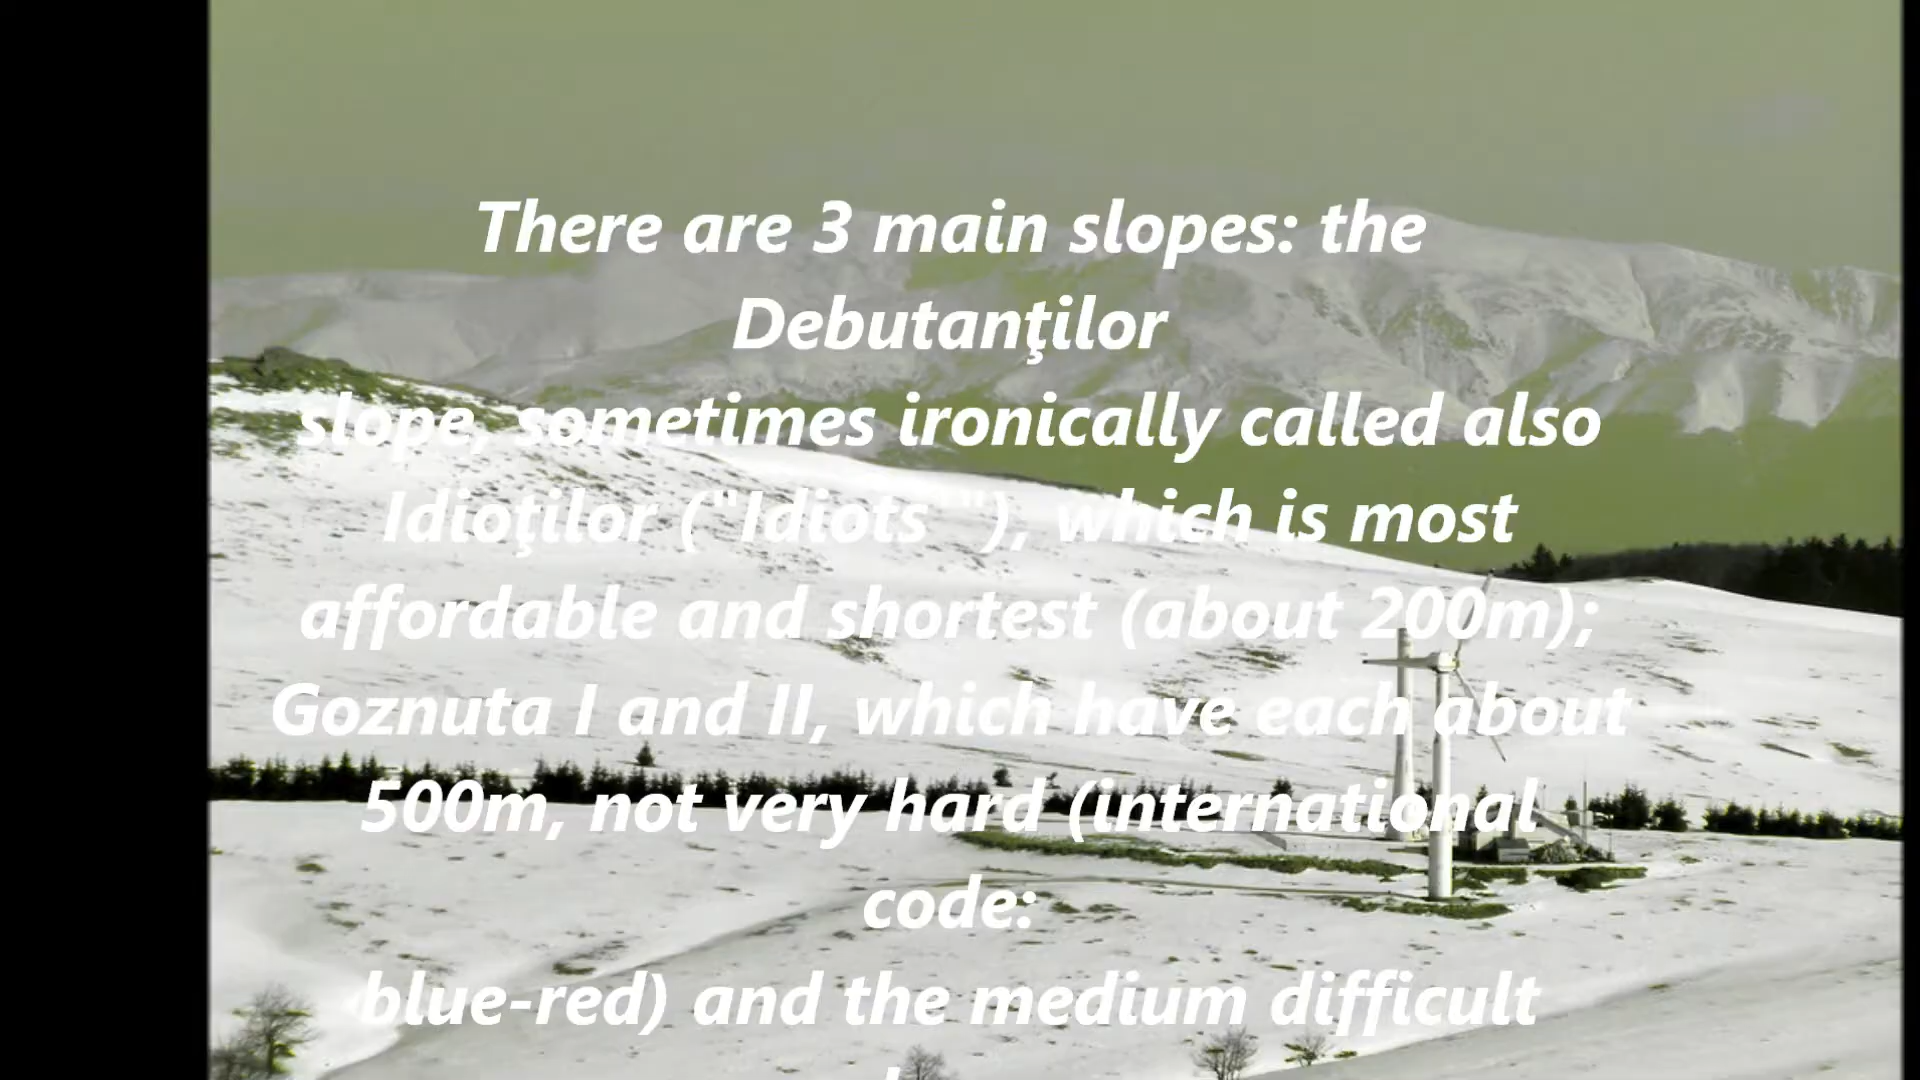 There are 3 main slopes: the
Debutanţilor
slope, sometimes ironically called also
Idioţilor ("Idiots'"), which is most
affordable and shortest (about 200m);
Goznuta I and II, which have each about
500m, not very hard (international
code:
blue-red) and the medium difficult